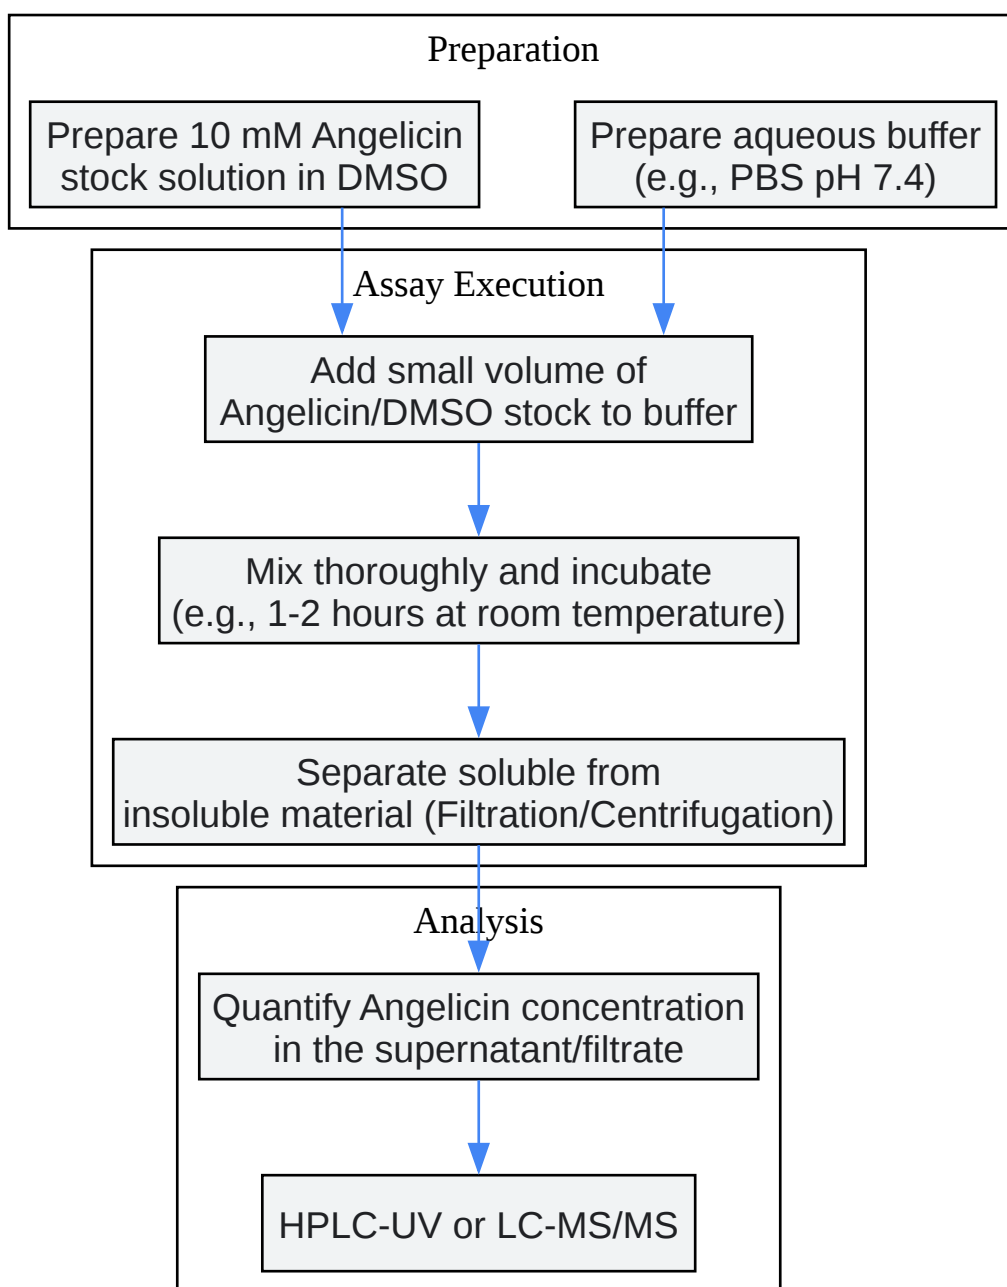 Preparation
Prepare 10 mM Angelicin
stock solution in DMSO
Prepare aqueous buffer
(e.g., PBS pH 7.4)
Assay Execution
Add small volume of
Angelicin/DMSO stock to buffer
Mix thoroughly and incubate
(e.g., 1-2 hours at room temperature)
Separate soluble from
insoluble material (Filtration/Centrifugation)
Analysis
Quantify Angelicin concentration
in the supernatant/filtrate
HPLC-UV or LC-MS/MS